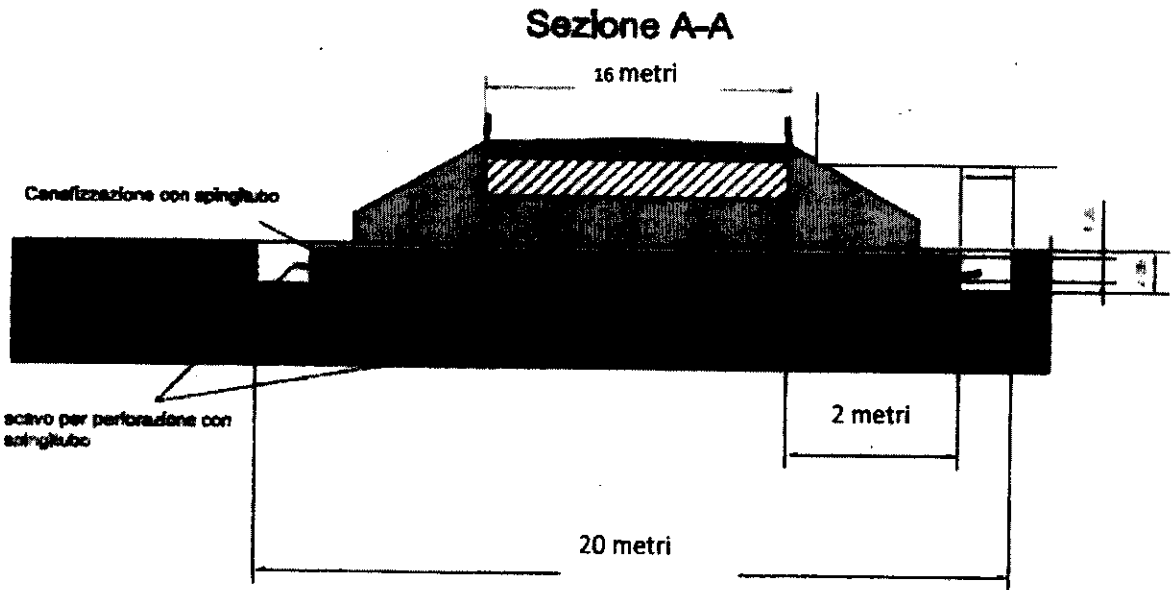 Sezione A-A
16 metri
Canalizzazione con spingitubo
scavo per perforazione con
spingitubo
2 metri
20 metri